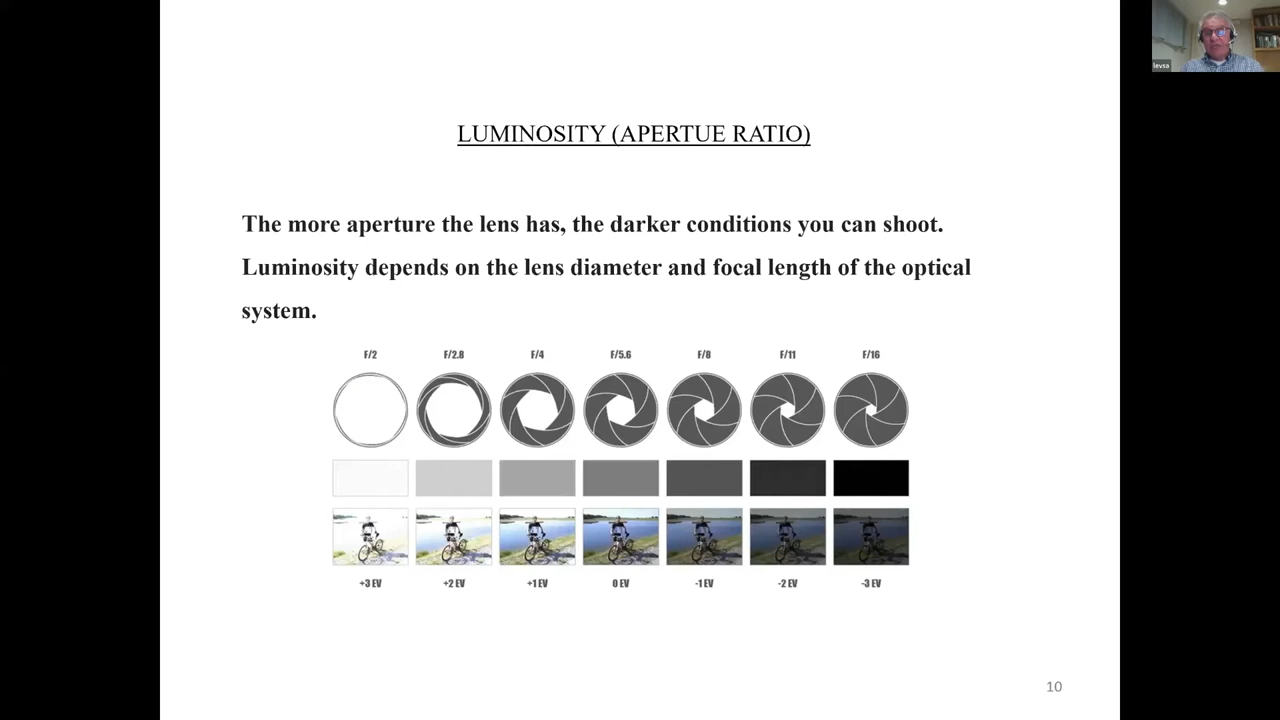 levsa
LUMINOSITY (APERTUE RATIO)
The more aperture the lens has, the darker conditions you can shoot.
Luminosity depends on the lens diameter and focal length of the optical
system.
F/2 F/2.8 F/4 F/5.6 F/8 F/11 F/16
+3 EV +2 EV +1 EV 0 EV -1 EV -2 EV -3 EV
10